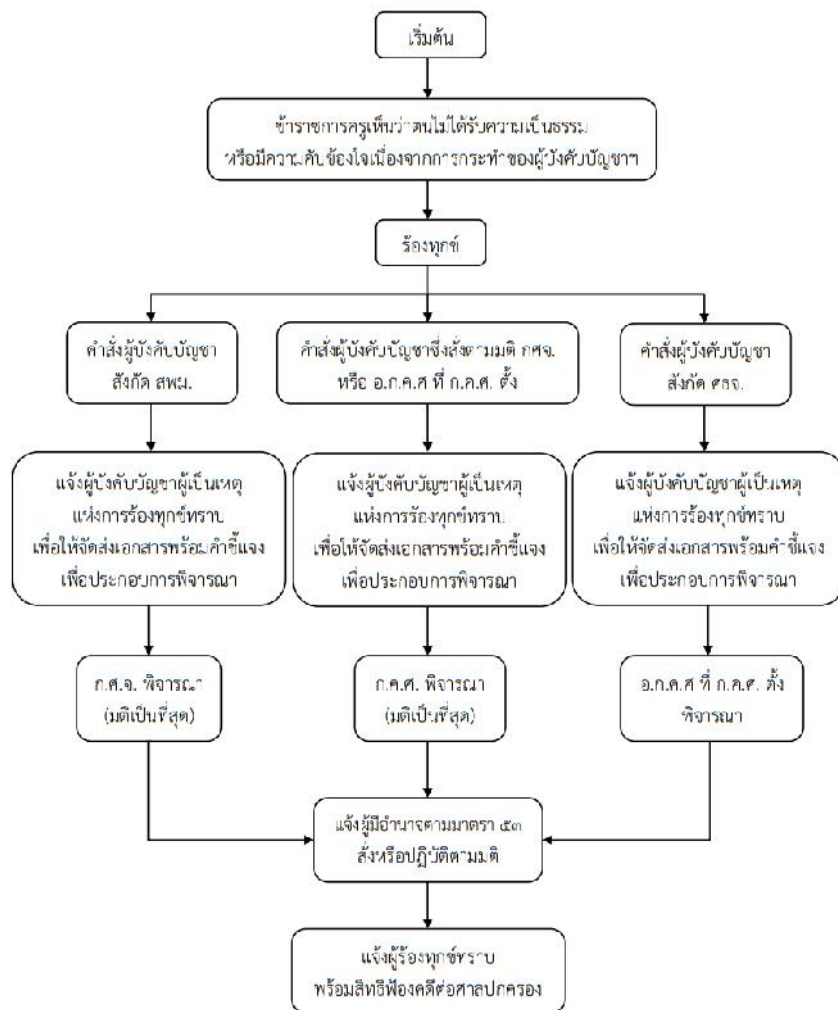 เริ่มต้น
ข้าราชการครูเห็นว่าตนไม่ได้รับความเป็นธรรม
หรือมีความคับข้องใจเนื่องจากการกระทำของผู้บังคับบัญชาฯ
ร้องทุกข์
คำสั่งผู้บังคับบัญชา
สังกัด สพม.
คำสั่งผู้บังคับบัญชาซึ่งสั่งตามมติ กศจ.
หรือ อ.ก.ค.ศ ที่ ก.ค.ศ. ตั้ง
คำสั่งผู้บังคับบัญชา
สังกัด ศธจ.
แจ้งผู้บังคับบัญชาผู้เป็นเหตุ
แห่งการร้องทุกข์ทราบ
เพื่อให้จัดส่งเอกสารพร้อมคำชี้แจง
เพื่อประกอบการพิจารณา
แจ้งผู้บังคับบัญชาผู้เป็นเหตุ
แห่งการร้องทุกข์ทราบ
เพื่อให้จัดส่งเอกสารพร้อมคำชี้แจง
เพื่อประกอบการพิจารณา
แจ้งผู้บังคับบัญชาผู้เป็นเหตุ
แห่งการร้องทุกข์ทราบ
เพื่อให้จัดส่งเอกสารพร้อมคำชี้แจง
เพื่อประกอบการพิจารณา
ก.ศ.จ. พิจารณา
(มติเป็นที่สุด)
ก.ค.ศ. พิจารณา
(มติเป็นที่สุด)
อ.ก.ค.ศ ที่ ก.ค.ศ. ตั้ง
พิจารณา
แจ้งผู้มีอำนาจตามมาตรา ๕๓
สั่งหรือปฏิบัติตามมติ
แจ้งผู้ร้องทุกข์ทราบ
พร้อมสิทธิฟ้องคดีต่อศาลปกครอง